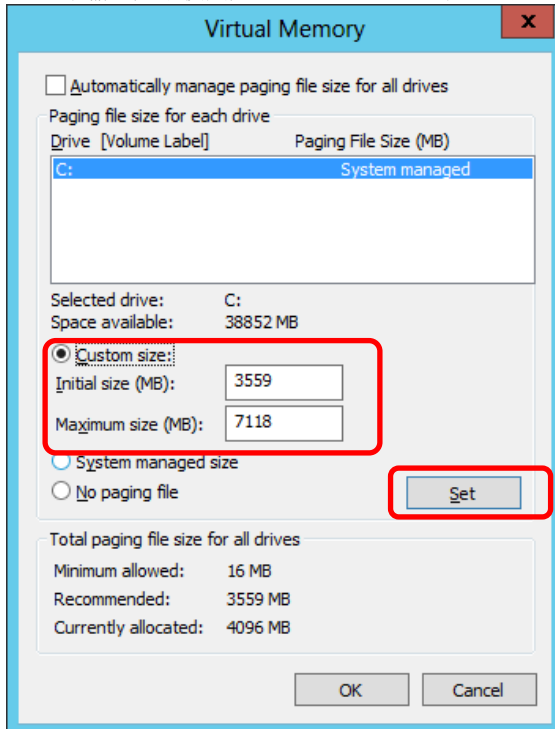 Virtual Memory
x
Automatically manage paging file size for all drives
Paging file size for each drive
Drive [Volume Label] Paging File Size (MB)
C: System managed
Selected drive: C:
Space available: 38852 MB
Custom size:
Initial size (MB): 3559
Maximum size (MB): 7118
System managed size
No paging file Set
Total paging file size for all drives
Minimum allowed: 16 MB
Recommended: 3559 MB
Currently allocated: 4096 MB
OK Cancel